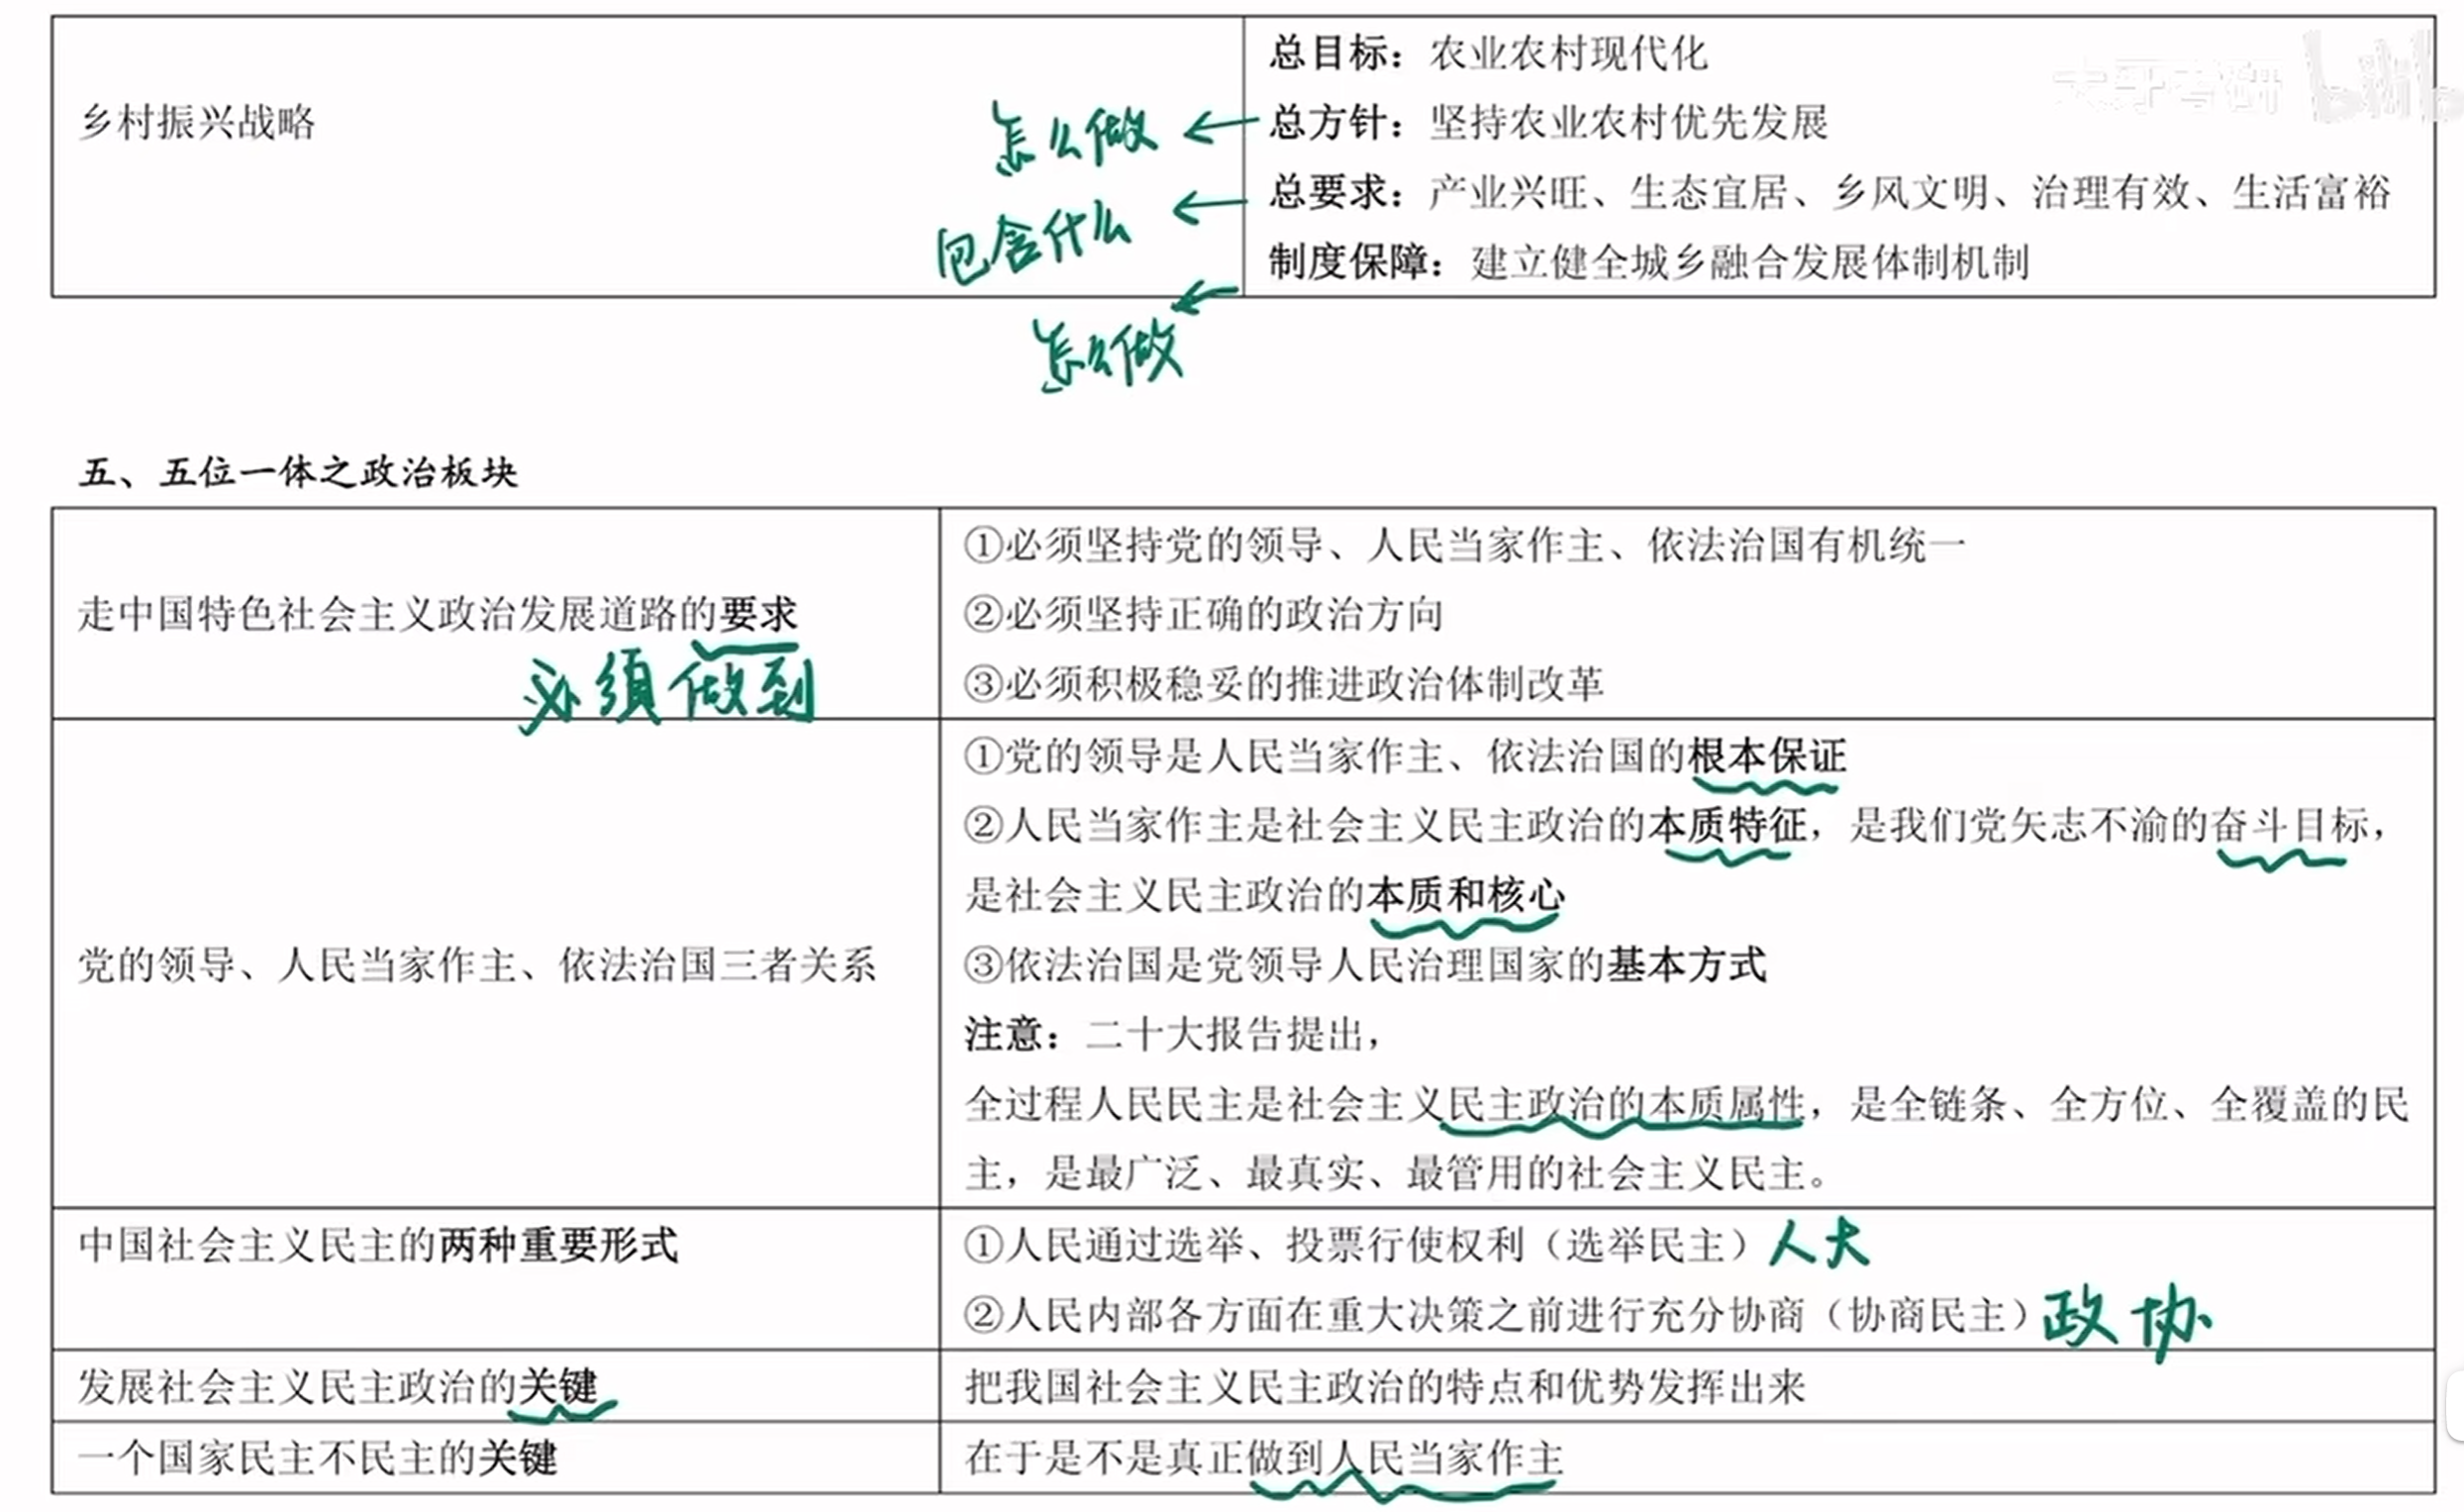 总目标：农业农村现代化
乡村振兴战略
怎么做
总方针：坚持农业农村优先发展
包含什么
总要求：产业兴旺、生态宜居、乡风文明、治理有效、生活富裕
制度保障：建立健全城乡融合发展体制机制
怎么做
五、五位一体之政治板块
走中国特色社会主义政治发展道路的要求
必须做到
①必须坚持党的领导、人民当家作主、依法治国有机统一
②必须坚持正确的政治方向
③必须积极稳妥的推进政治体制改革
党的领导、人民当家作主、依法治国三者关系
①党的领导是人民当家作主、依法治国的根本保证
②人民当家作主是社会主义民主政治的本质特征，是我们党矢志不渝的奋斗目标，
是社会主义民主政治的本质和核心
③依法治国是党领导人民治理国家的基本方式
注意：二十大报告提出，
全过程人民民主是社会主义民主政治的本质属性，是全链条、全方位、全覆盖的民
主，是最广泛、最真实、最管用的社会主义民主。
中国社会主义民主的两种重要形式
①人民通过选举、投票行使权利（选举民主）人大
②人民内部各方面在重大决策之前进行充分协商（协商民主）政协
发展社会主义民主政治的关键
把我国社会主义民主政治的特点和优势发挥出来
一个国家民主不民主的关键
在于是不是真正做到人民当家作主